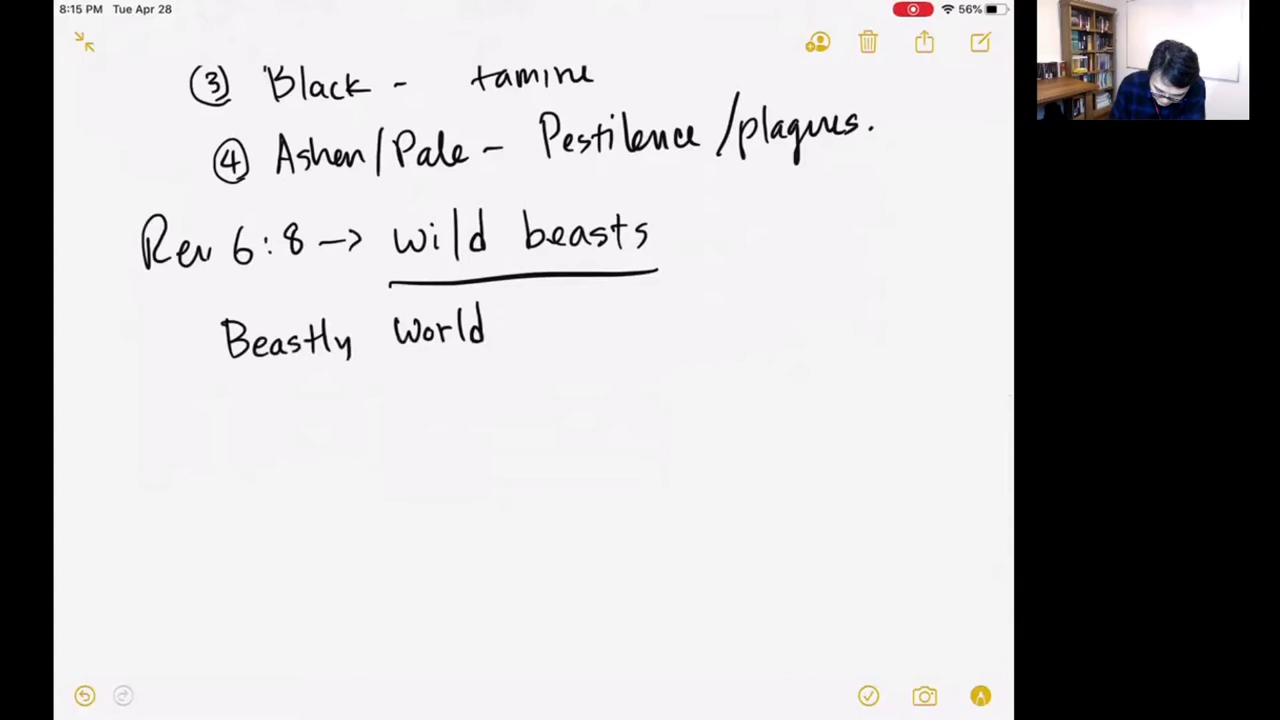 8:15 PM Tue Apr 28 56%
③ Black - famine
④ Ashen/Pale - Pestilence/plagues.
Rev 6:8 → wild beasts
Beastly world